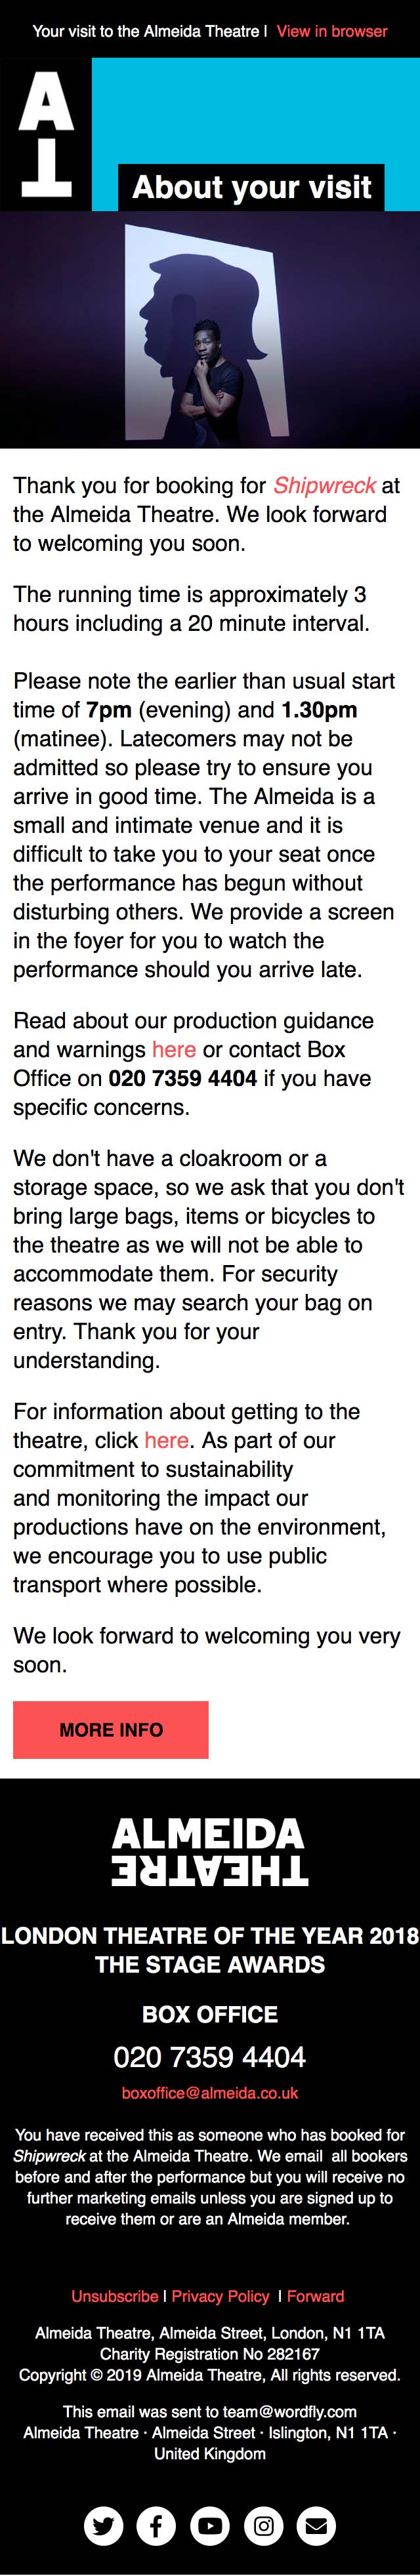 Your visit to the Almeida Theatre | View in browser
A
T
About your visit
Thank you for booking for Shipwreck at
the Almeida Theatre. We look forward
to welcoming you soon.
The running time is approximately 3
hours including a 20 minute interval.
Please note the earlier than usual start
time of 7pm (evening) and 1.30pm
(matinee). Latecomers may not be
admitted so please try to ensure you
arrive in good time. The Almeida is a
small and intimate venue and it is
difficult to take you to your seat once
the performance has begun without
disturbing others. We provide a screen
in the foyer for you to watch the
performance should you arrive late.
Read about our production guidance
and warnings here or contact Box
Office on 020 7359 4404 if you have
specific concerns.
We don't have a cloakroom or a
storage space, so we ask that you don't
bring large bags, items or bicycles to
the theatre as we will not be able to
accommodate them. For security
reasons we may search your bag on
entry. Thank you for your
understanding.
For information about getting to the
theatre, click here. As part of our
commitment to sustainability
and monitoring the impact our
productions have on the environment,
we encourage you to use public
transport where possible.
We look forward to welcoming you very
soon.
MORE INFO
ALMEIDA
THEATRE
LONDON THEATRE OF THE YEAR 2018
THE STAGE AWARDS
BOX OFFICE
020 7359 4404
boxoffice@almeida.co.uk
You have received this as someone who has booked for
Shipwreck at the Almeida Theatre. We email all bookers
before and after the performance but you will receive no
further marketing emails unless you are signed up to
receive them or are an Almeida member.
Unsubscribe | Privacy Policy | Forward
Almeida Theatre, Almeida Street, London, N1 1TA
Charity Registration No 282167
Copyright © 2019 Almeida Theatre, All rights reserved.
This email was sent to team@wordfly.com
Almeida Theatre · Almeida Street · Islington, N1 1TA ·
United Kingdom